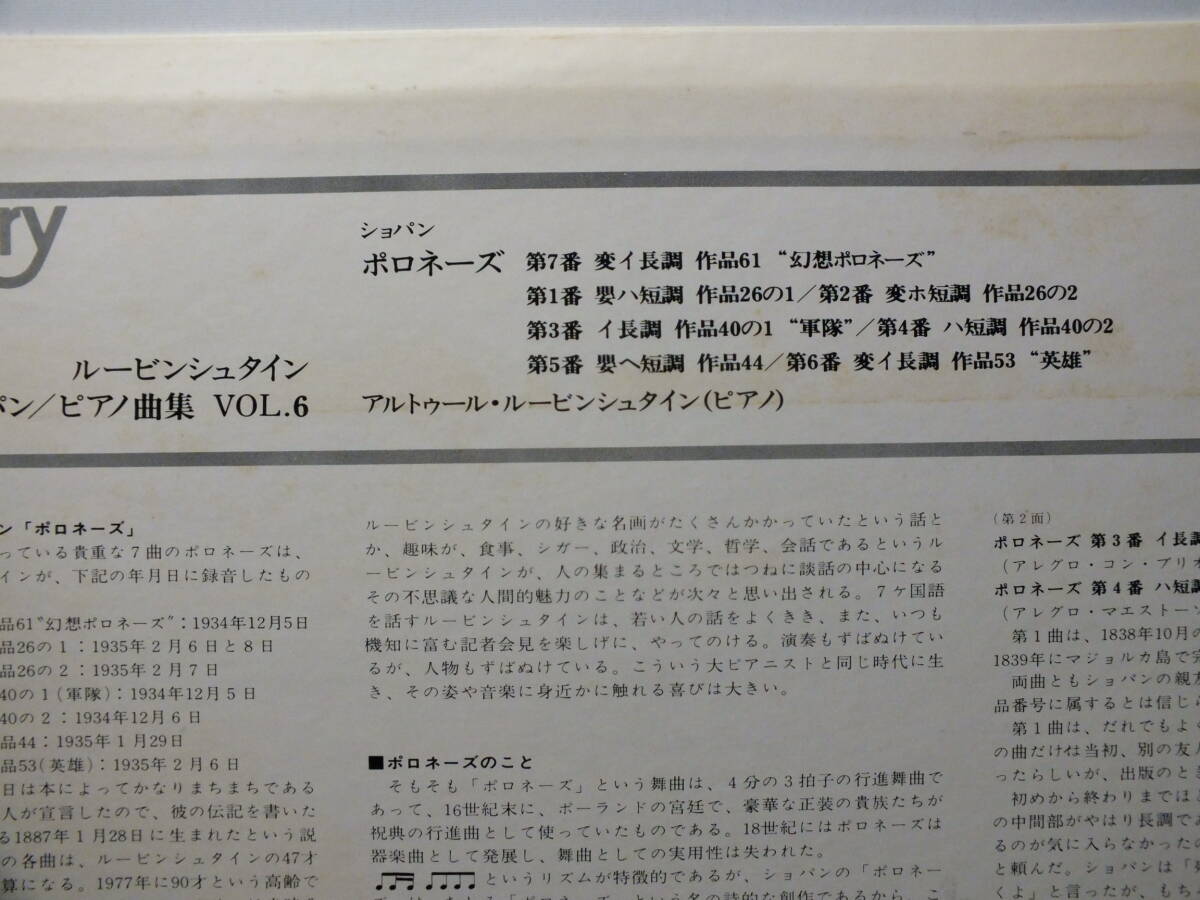 ry
ルービンシュタイン
パン／ピアノ曲集 VOL.6
ショパン
ポロネーズ 第7番 変イ長調 作品61 “幻想ポロネーズ”
第1番 嬰ハ短調 作品26の1／第2番 変ホ短調 作品26の2
第3番 イ長調 作品40の1 “軍隊”／第4番 ハ短調 作品40の2
第5番 嬰ヘ短調 作品44／第6番 変イ長調 作品53 “英雄”
アルトゥール・ルービンシュタイン(ピアノ)
ン「ポロネーズ」
っている貴重な7曲のポロネーズは、
インが、下記の年月日に録音したもの
品61“幻想ポロネーズ”：1934年12月5日
品26の1：1935年2月6日と8日
品26の2：1935年2月7日
40の1(軍隊)：1934年12月5日
40の2：1934年12月6日
品44：1935年1月29日
品53(英雄)：1935年2月6日
日は本によってかなりまちまちである
人が宣言したので、彼の伝記を書いた
る1887年1月28日に生まれたという説
の各曲は、ルービンシュタインの47才
算になる。1977年に90才という高齢で
ルービンシュタインの好きな名画がたくさんかかっていたという話と
か、趣味が、食事、シガー、政治、文学、哲学、会話であるというル
ービンシュタインが、人の集まるところではつねに談話の中心になる
その不思議な人間的魅力のことなどが次々と思い出される。7ケ国語
を話すルービンシュタインは、若い人の話をよくきき、また、いつも
機知に富む記者会見を楽しげに、やってのける。演奏もずばぬけてい
るが、人物もずばぬけている。こういう大ピアニストと同じ時代に生
き、その姿や音楽に身近かに触れる喜びは大きい。
■ポロネーズのこと
そもそも「ポロネーズ」という舞曲は、4分の3拍子の行進舞曲で
あって、16世紀末に、ポーランドの宮廷で、豪華な正装の貴族たちが
祝典の行進曲として使っていたものである。18世紀にはポロネーズは
器楽曲として発展し、舞曲としての実用性は失われた。
というリズムが特徴的であるが、ショパンの「ポロネー
(第2面)
ポロネーズ 第3番 イ長調
(アレグロ・コン・ブリオ
ポロネーズ 第4番 ハ短調
(アレグロ・マエストー
第1曲は、1838年10月の
1839年にマジョルカ島で完
両曲ともショパンの親友
品番号に属するとは信じら
第1曲は、だれでもよく
の曲だけは当初、別の友人
ったらしいが、出版のとき
初めから終わりまでほと
の中間部がやはり長調であ
るのが気に入らなかったの
と頼んだ。ショパンは「
くよ」と言ったが、もち